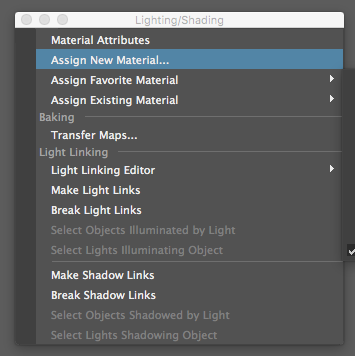 Lighting/Shading
Material Attributes
Assign New Material...
Assign Favorite Material
Assign Existing Material
Baking
Transfer Maps...
Light Linking
Light Linking Editor
Make Light Links
Break Light Links
Select Objects Illuminated by Light
Select Lights Illuminating Object
Make Shadow Links
Break Shadow Links
Select Objects Shadowed by Light
Select Lights Shadowing Object